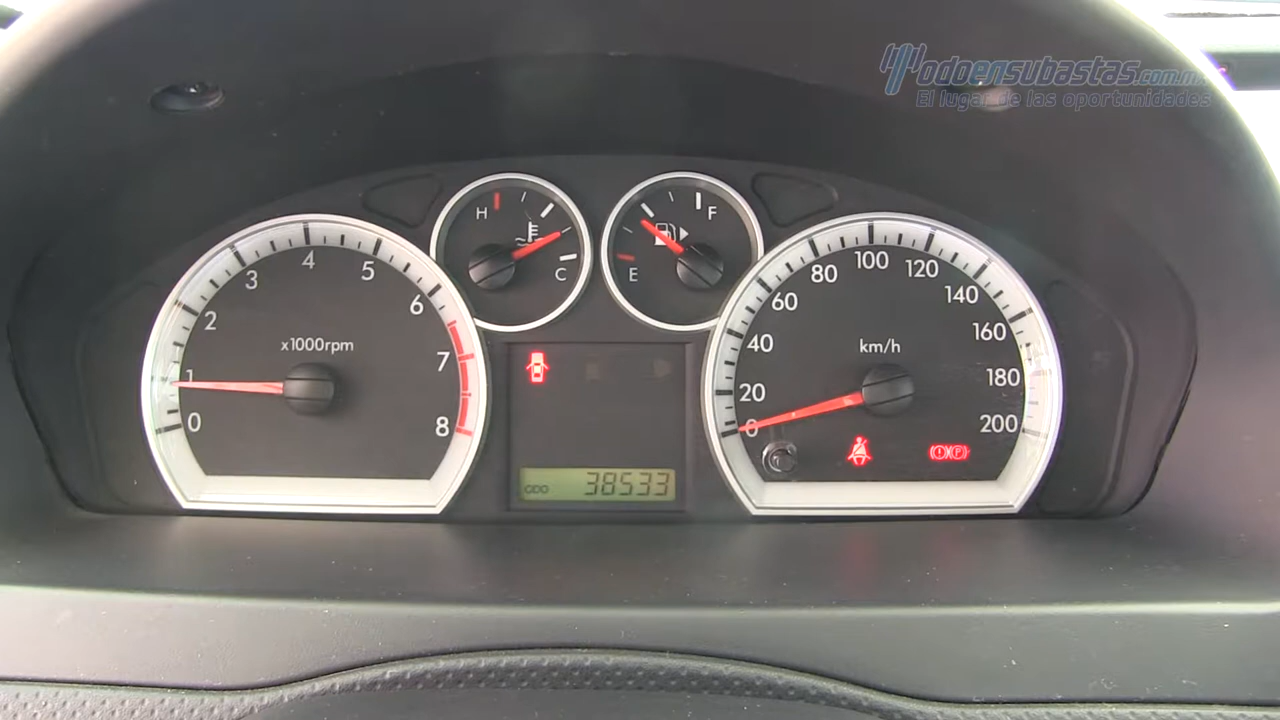 Todoensubastas.com.mx
El lugar de las oportunidades
H
C
E
F
0
1
2
3
4
5
6
7
8
x1000rpm
0
20
40
60
80
100
120
140
160
180
200
km/h
P
ODO 38533